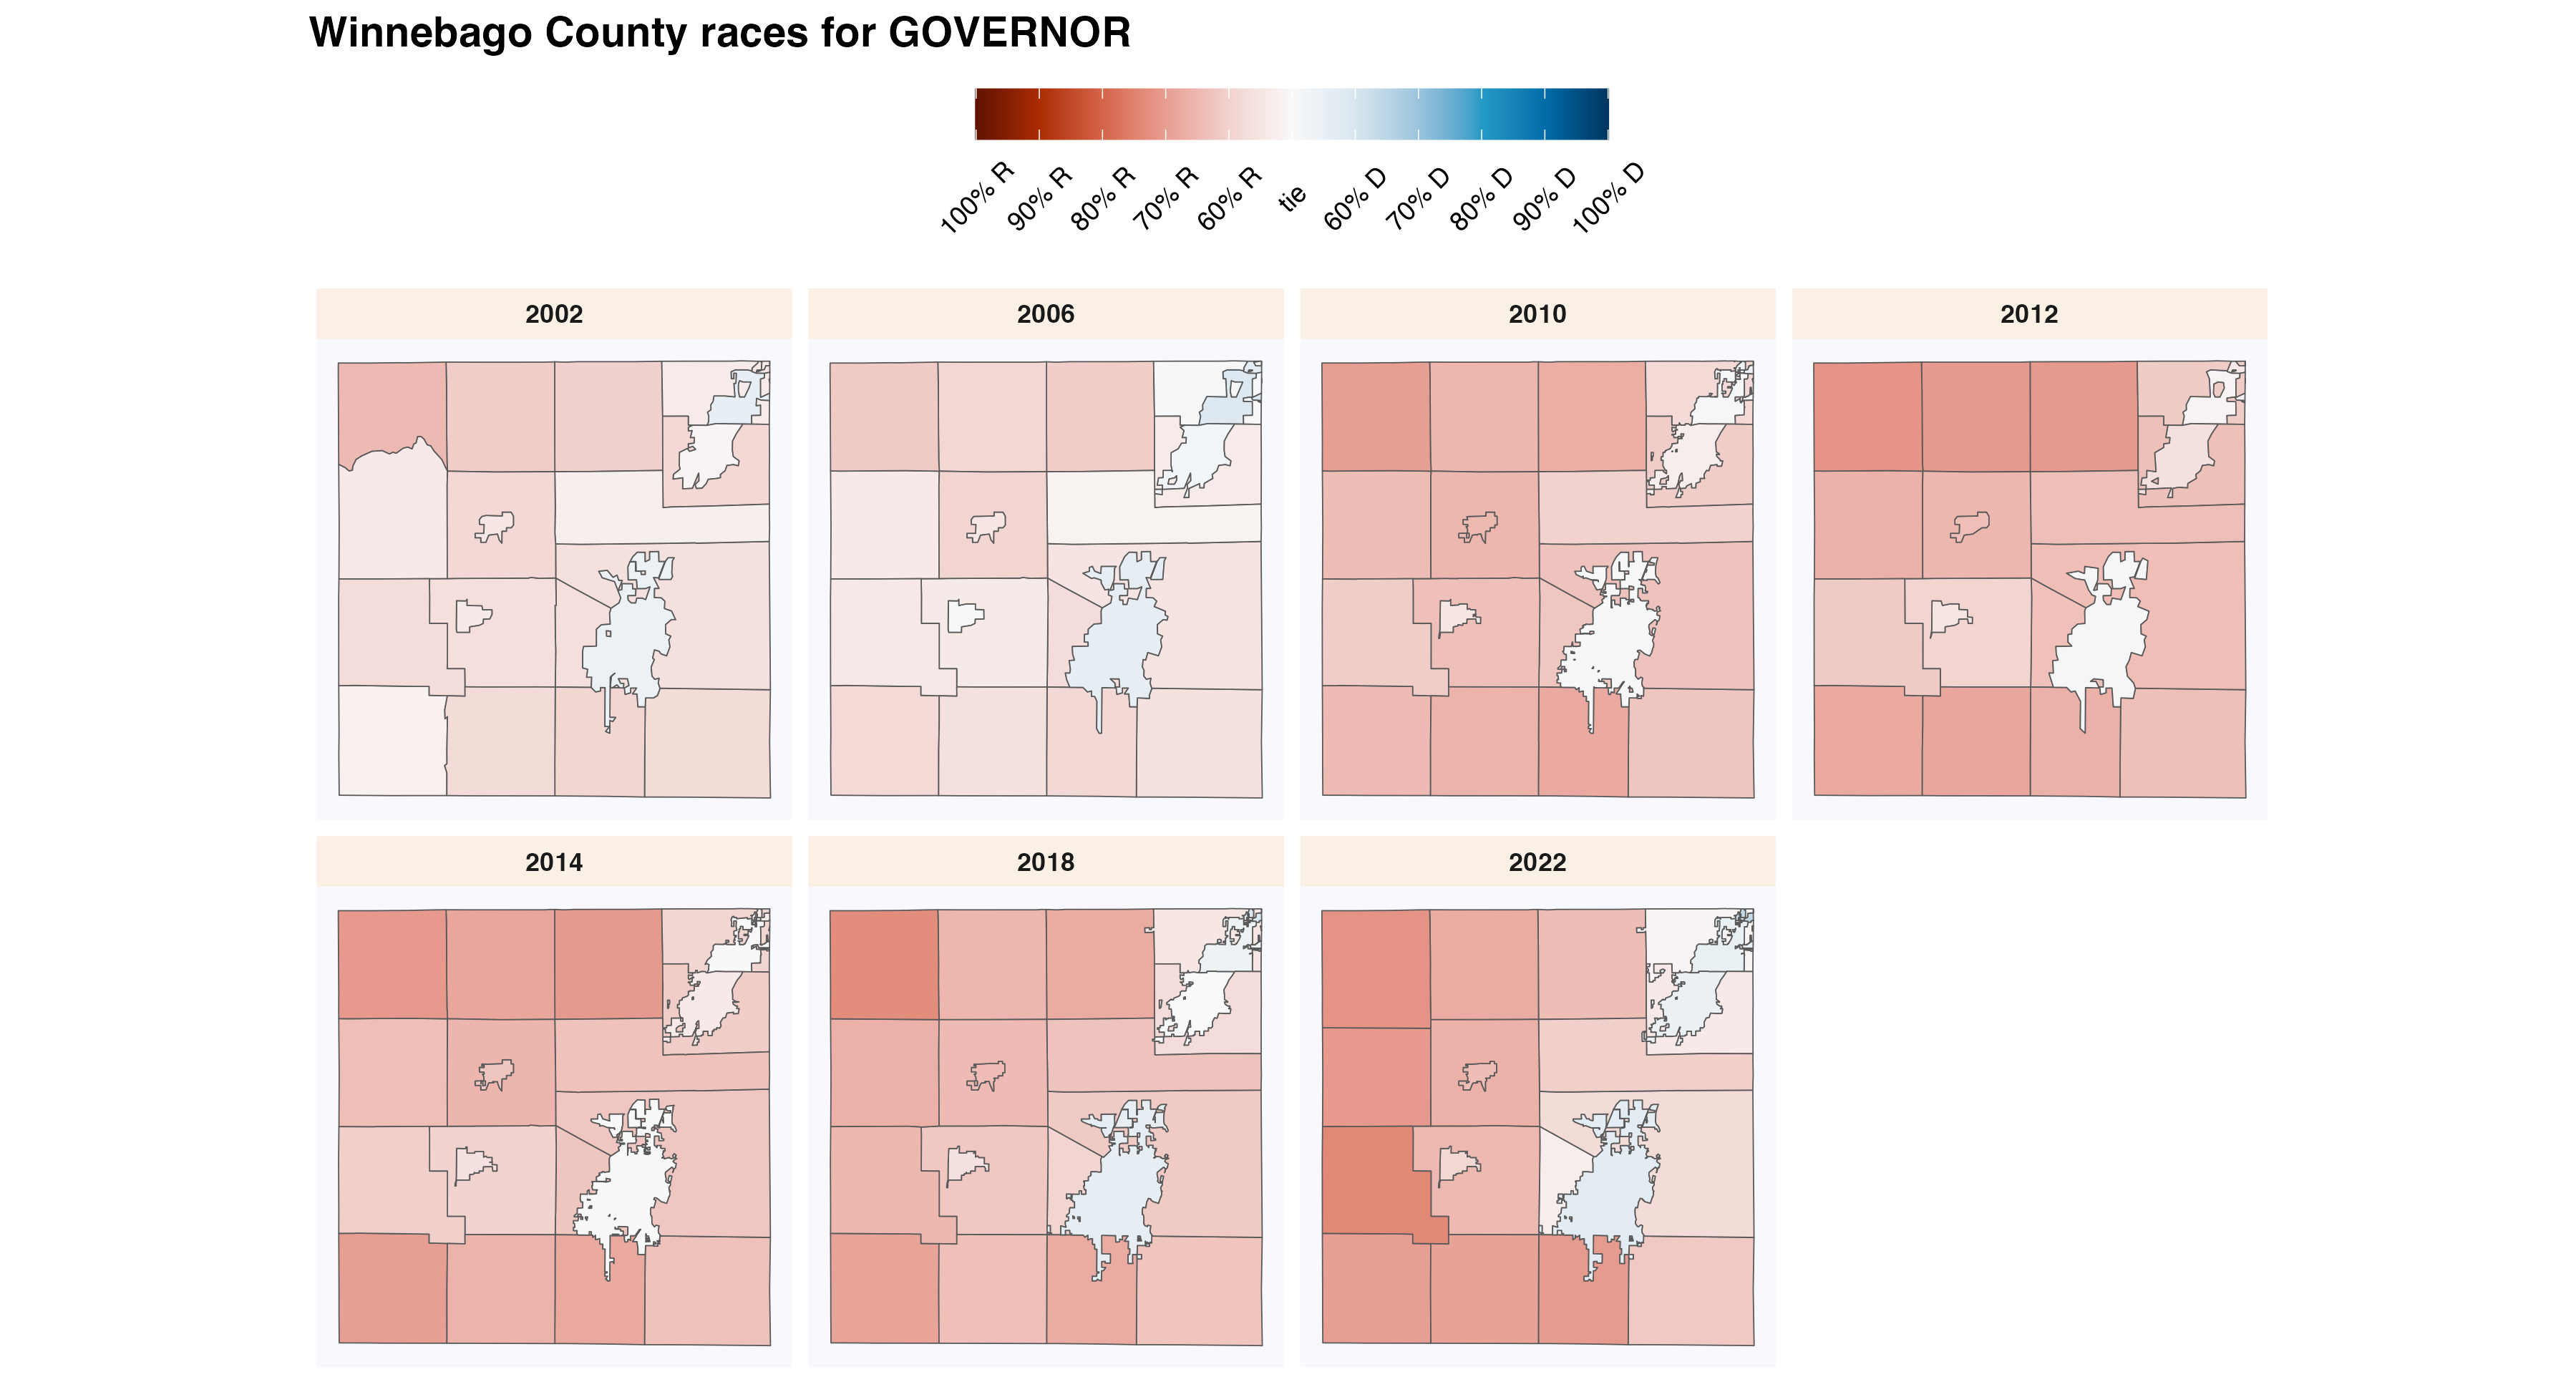 Winnebago County races for GOVERNOR
100% R
90% R
80% R
70% R
60% R
tie
60% D
70% D
80% D
90% D
100% D
2002
2006
2010
2012
2014
2018
2022